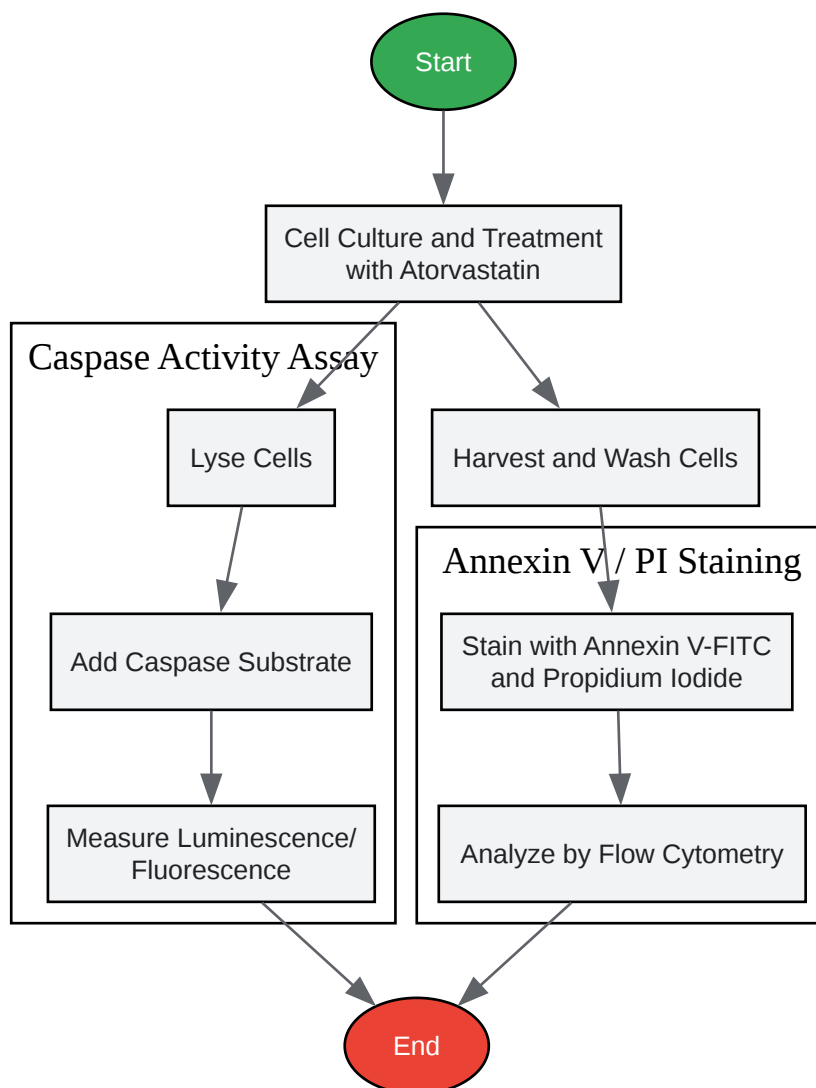 Start
Cell Culture and Treatment
with Atorvastatin
Caspase Activity Assay
Lyse Cells
Harvest and Wash Cells
Annexin V / PI Staining
Add Caspase Substrate
Stain with Annexin V-FITC
and Propidium Iodide
Measure Luminescence/
Fluorescence
Analyze by Flow Cytometry
End